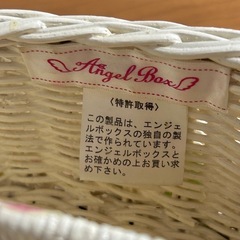 Angel Box
〈特許取得〉
この製品は、エンジェ
ルボックスの独自の製
法で作られています。
エンジェルボックスと
お確かめの上お買い求
め下さい。